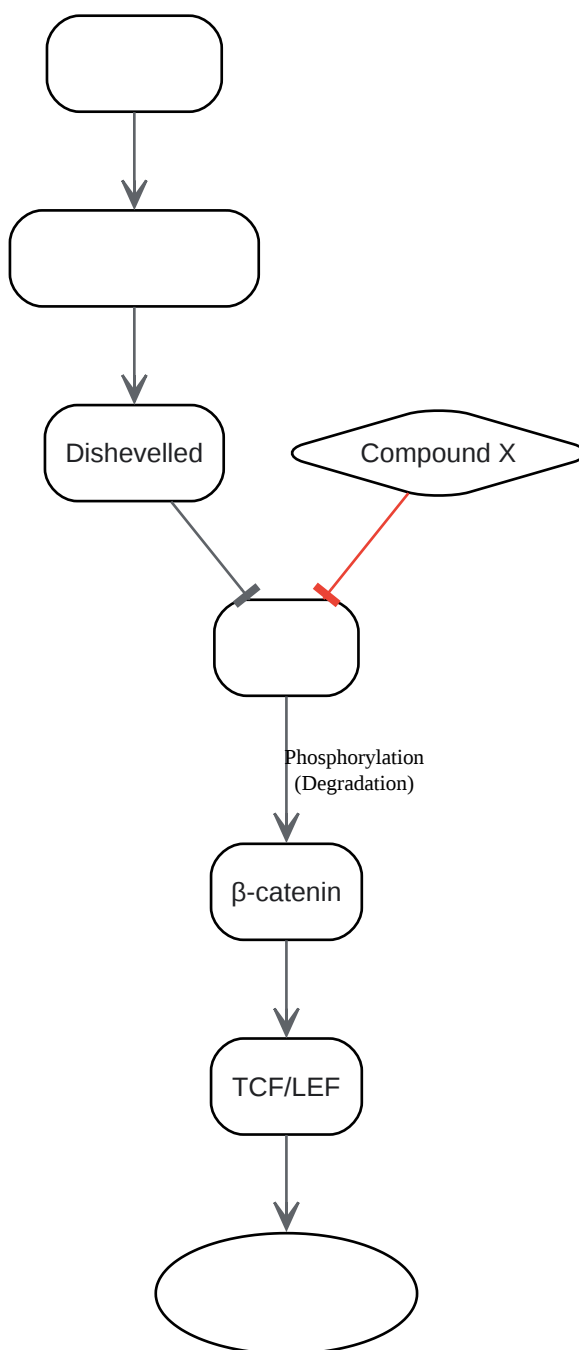 Dishevelled
Compound X
Phosphorylation
(Degradation)
β-catenin
TCF/LEF